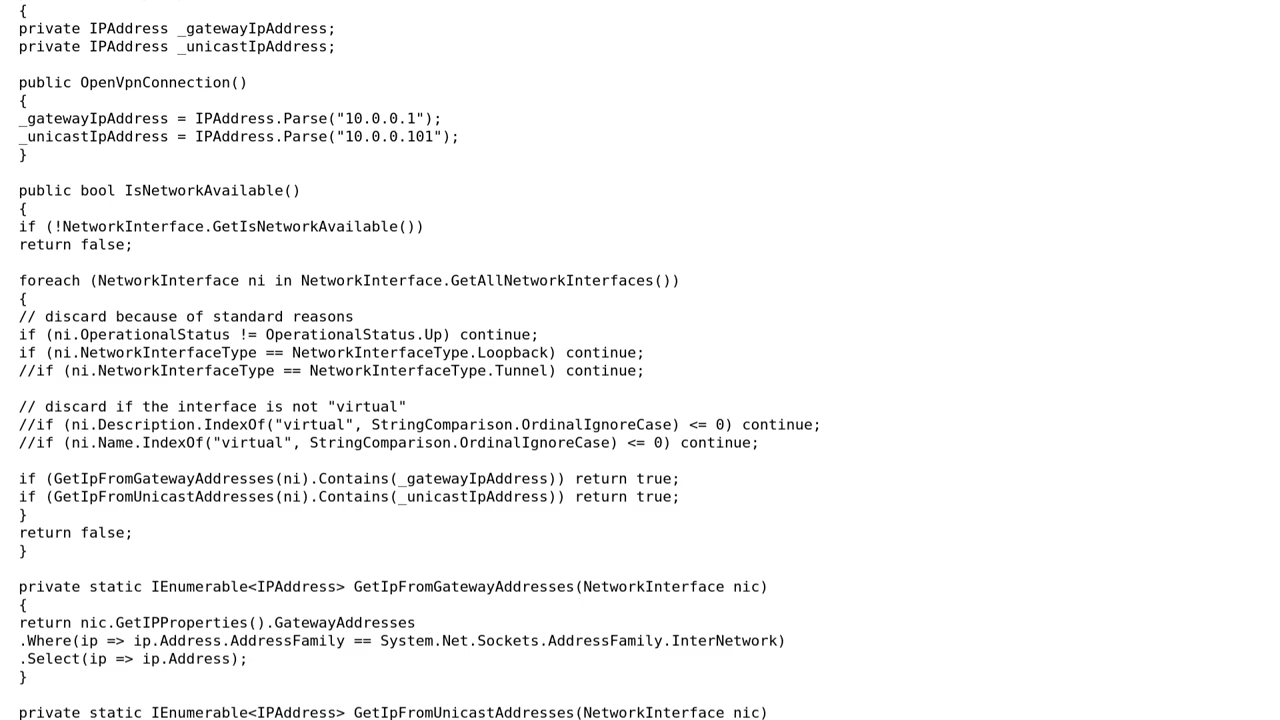 {
private IPAddress _gatewayIpAddress;
private IPAddress _unicastIpAddress;
public OpenVpnConnection()
{
_gatewayIpAddress = IPAddress.Parse("10.0.0.1");
_unicastIpAddress = IPAddress.Parse("10.0.0.101");
}
public bool IsNetworkAvailable()
{
if (!NetworkInterface.GetIsNetworkAvailable())
return false;
foreach (NetworkInterface ni in NetworkInterface.GetAllNetworkInterfaces())
{
// discard because of standard reasons
if (ni.OperationalStatus != OperationalStatus.Up) continue;
if (ni.NetworkInterfaceType == NetworkInterfaceType.Loopback) continue;
//if (ni.NetworkInterfaceType == NetworkInterfaceType.Tunnel) continue;
// discard if the interface is not "virtual"
//if (ni.Description.IndexOf("virtual", StringComparison.OrdinalIgnoreCase) <= 0) continue;
//if (ni.Name.IndexOf("virtual", StringComparison.OrdinalIgnoreCase) <= 0) continue;
if (GetIpFromGatewayAddresses(ni).Contains(_gatewayIpAddress)) return true;
if (GetIpFromUnicastAddresses(ni).Contains(_unicastIpAddress)) return true;
}
return false;
}
private static IEnumerable<IPAddress> GetIpFromGatewayAddresses(NetworkInterface nic)
{
return nic.GetIPProperties().GatewayAddresses
.Where(ip => ip.Address.AddressFamily == System.Net.Sockets.AddressFamily.InterNetwork)
.Select(ip => ip.Address);
}
private static IEnumerable<IPAddress> GetIpFromUnicastAddresses(NetworkInterface nic)